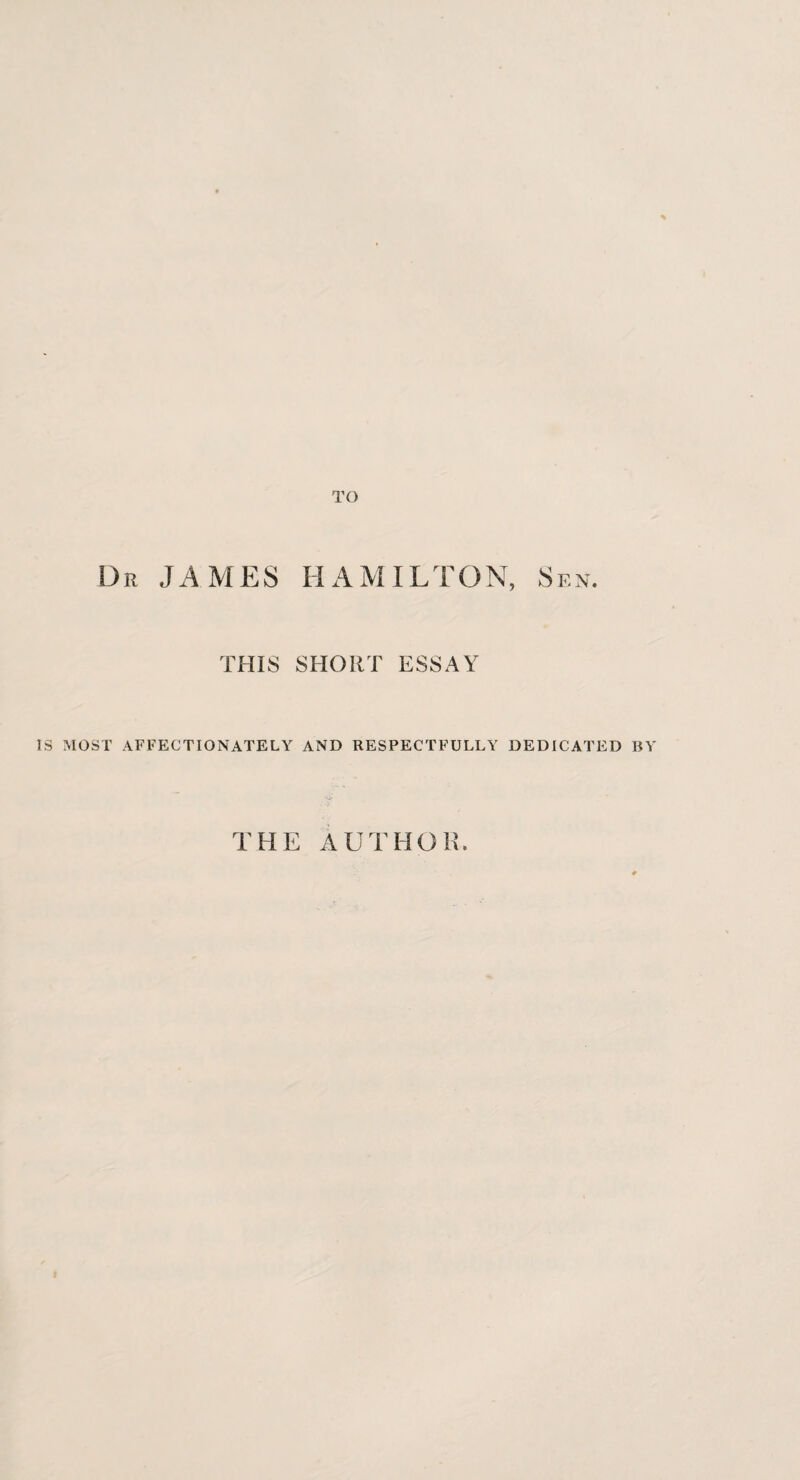 TO
Dr JAMES HAMILTON, Sen.
THIS SHORT ESSAY
IS MOST AFFECTIONATELY AND RESPECTFULLY DEDICATED BY
THE AUTHOR.